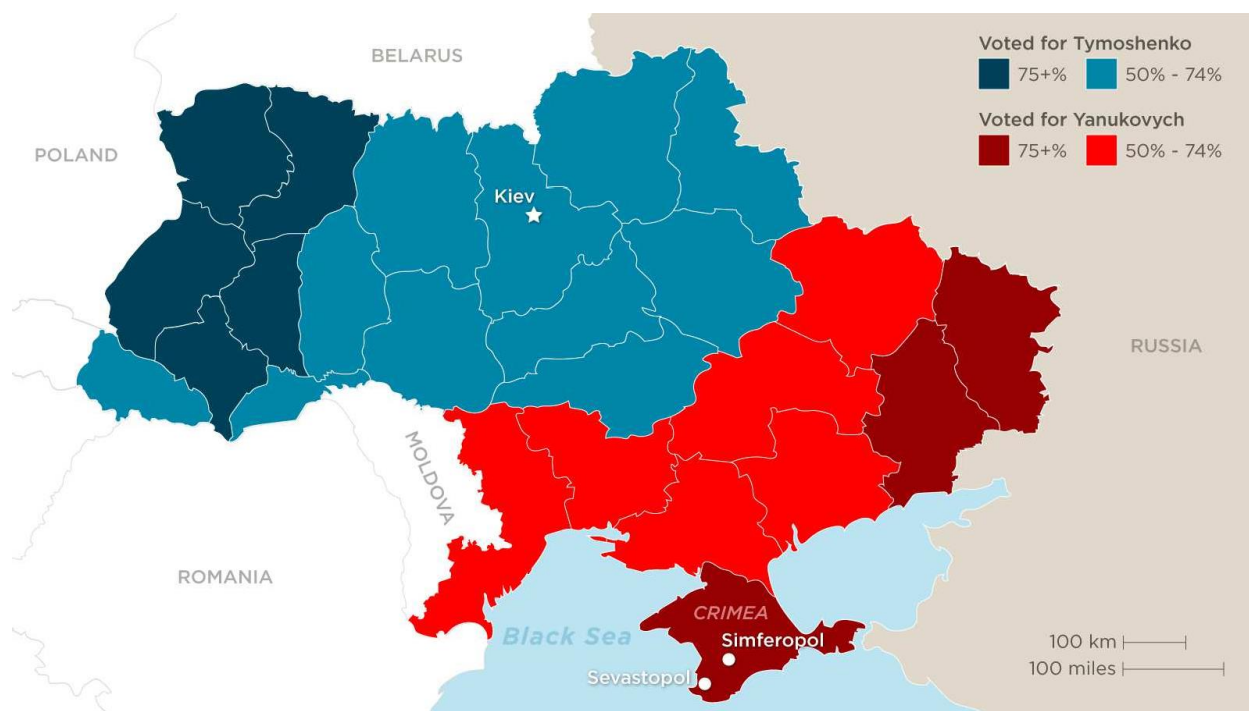 Voted for Tymoshenko
75+% 50% - 74%
Voted for Yanukovych
75+% 50% - 74%
BELARUS
POLAND
Kiev
RUSSIA
MOLDOVA
ROMANIA
CRIMEA
Black Sea
Simferopol
Sevastopol
100 km
100 miles